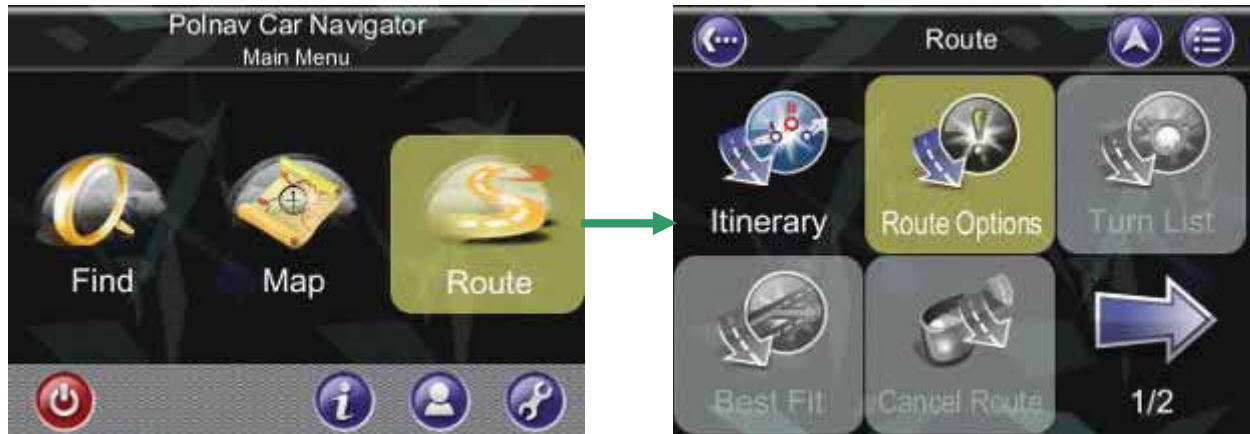 Polnav Car Navigator
Main Menu
Find
Map
Route
Route
Itinerary
Route Options
Turn List
Best Fit
Cancel Route
1/2